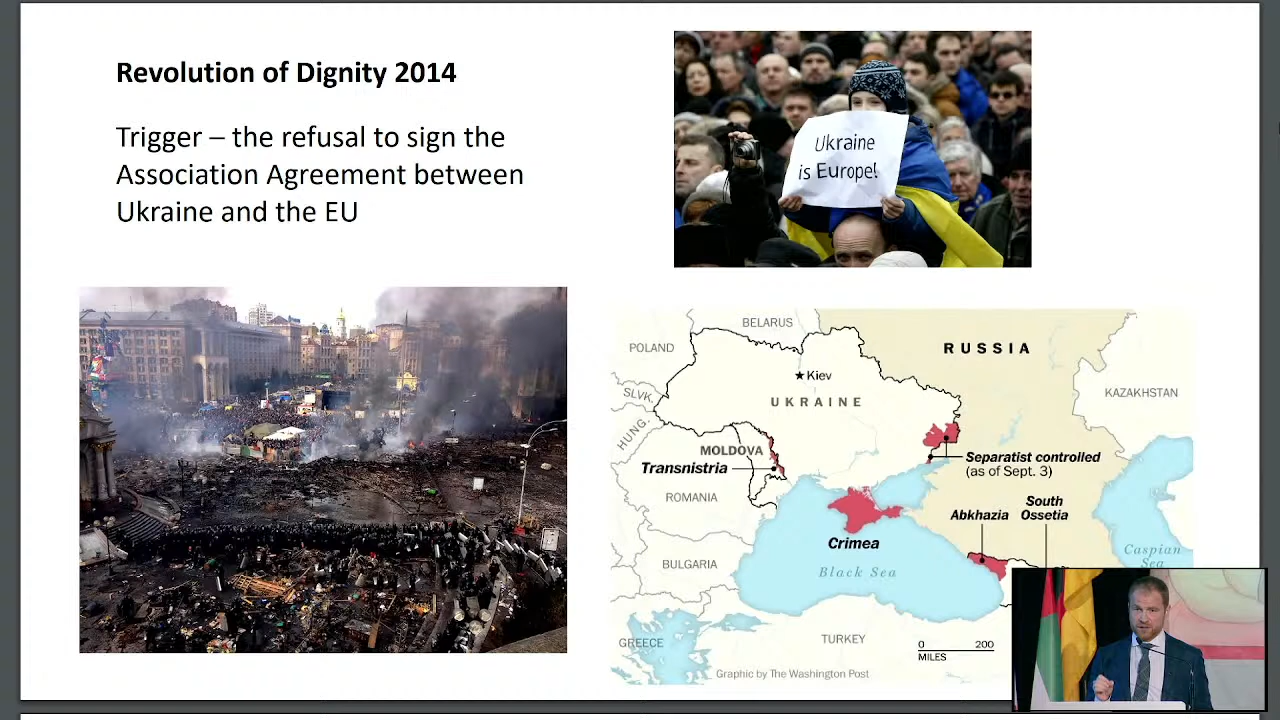 Revolution of Dignity 2014
Trigger – the refusal to sign the
Association Agreement between
Ukraine and the EU
Ukraine
is Europe!
BELARUS
POLAND
RUSSIA
Kiev
KAZAKHSTAN
SLVK.
UKRAINE
HUNG.
MOLDOVA
Transnistria
Separatist controlled
(as of Sept. 3)
ROMANIA
South
Abkhazia Ossetia
Crimea
Caspian
Sea
BULGARIA
Black Sea
GREECE
TURKEY
0 200
MILES
Graphic by The Washington Post